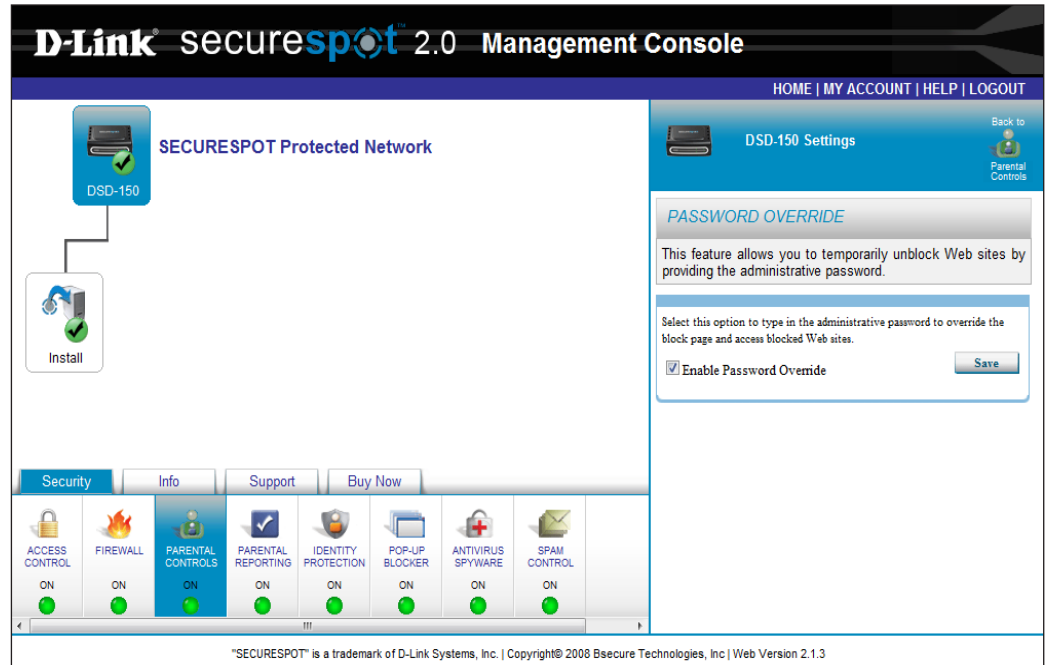 D-Link® securespot™ 2.0 Management Console
HOME | MY ACCOUNT | HELP | LOGOUT
DSD-150
SECURESPOT Protected Network
Install
DSD-150 Settings
Back to
Parental
Controls
PASSWORD OVERRIDE
This feature allows you to temporarily unblock Web sites by
providing the administrative password.
Select this option to type in the administrative password to override the
block page and access blocked Web sites.
Enable Password Override
Save
Security Info Support Buy Now
ACCESS
CONTROL
ON
FIREWALL
ON
PARENTAL
CONTROLS
ON
PARENTAL
REPORTING
ON
IDENTITY
PROTECTION
ON
POP-UP
BLOCKER
ON
ANTIVIRUS
SPYWARE
ON
SPAM
CONTROL
ON
"SECURESPOT" is a trademark of D-Link Systems, Inc. | Copyright© 2008 Bsecure Technologies, Inc | Web Version 2.1.3